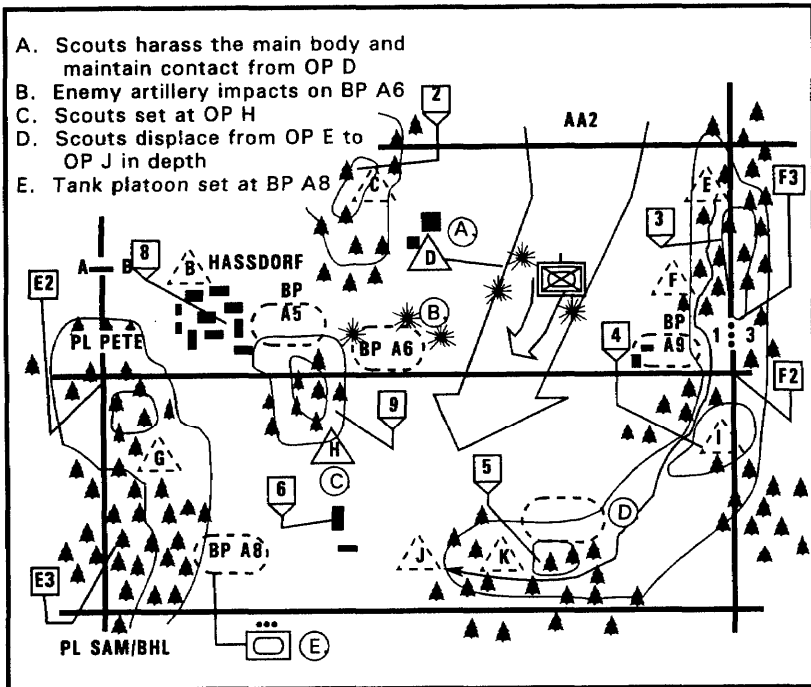 A. Scouts harass the main body and
maintain contact from OP D
B. Enemy artillery impacts on BP A6
C. Scouts set at OP H
D. Scouts displace from OP E to
OP J in depth
E. Tank platoon set at BP A8
2
AA2
C
E
F3
3
A.
D
A B
8
B
HASSDORF
F
E2
BP
A5
B.
BP
A9
4
1 3
PL PETE
BP A6
F2
9
G
H
I
C
6
5
D
BP A8
J
K
E3
PL SAM/BHL
E.